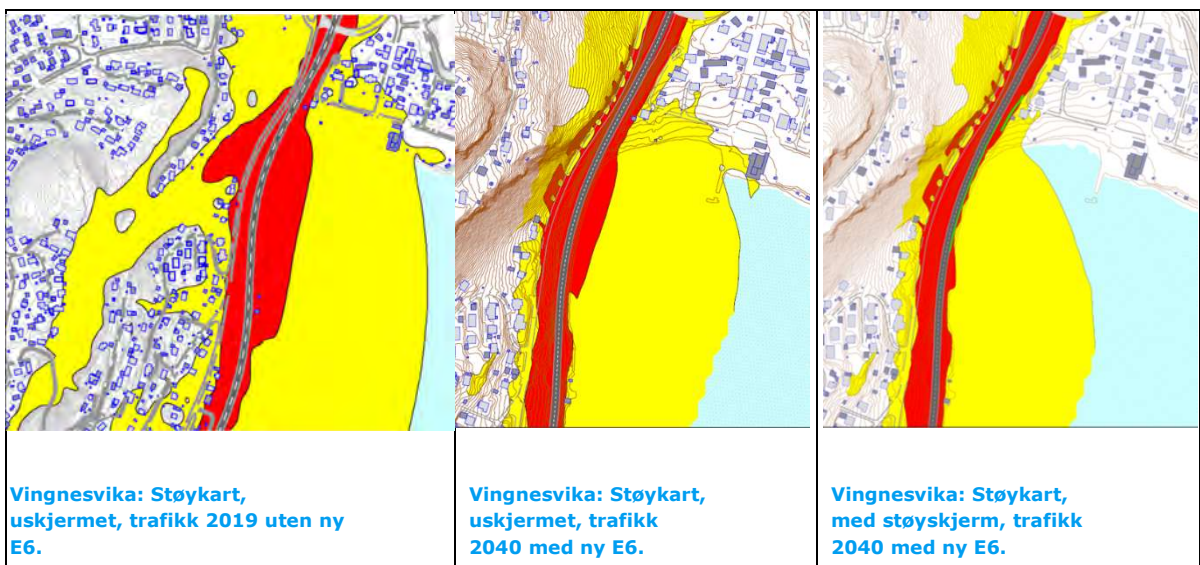 Vingnesvika: Støykart,
uskjermet, trafikk 2019 uten ny
E6.
Vingnesvika: Støykart,
uskjermet, trafikk
2040 med ny E6.
Vingnesvika: Støykart,
med støyskjerm, trafikk
2040 med ny E6.